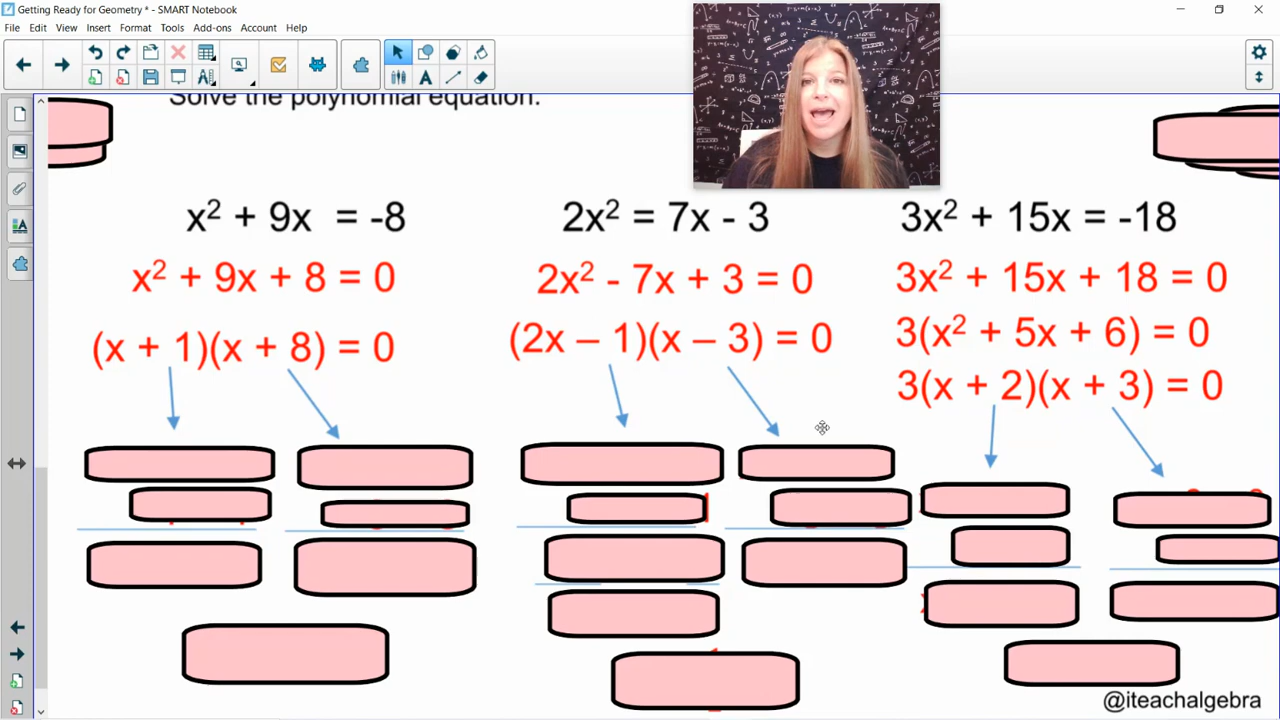 Getting Ready for Geometry * - SMART Notebook
File Edit View Insert Format Tools Add-ons Account Help
Solve the polynomial equation.
x² + 9x = -8
x² + 9x + 8 = 0
(x + 1)(x + 8) = 0
2x² = 7x - 3
2x² - 7x + 3 = 0
(2x – 1)(x – 3) = 0
3x² + 15x = -18
3x² + 15x + 18 = 0
3(x² + 5x + 6) = 0
3(x + 2)(x + 3) = 0
@iteachalgebra